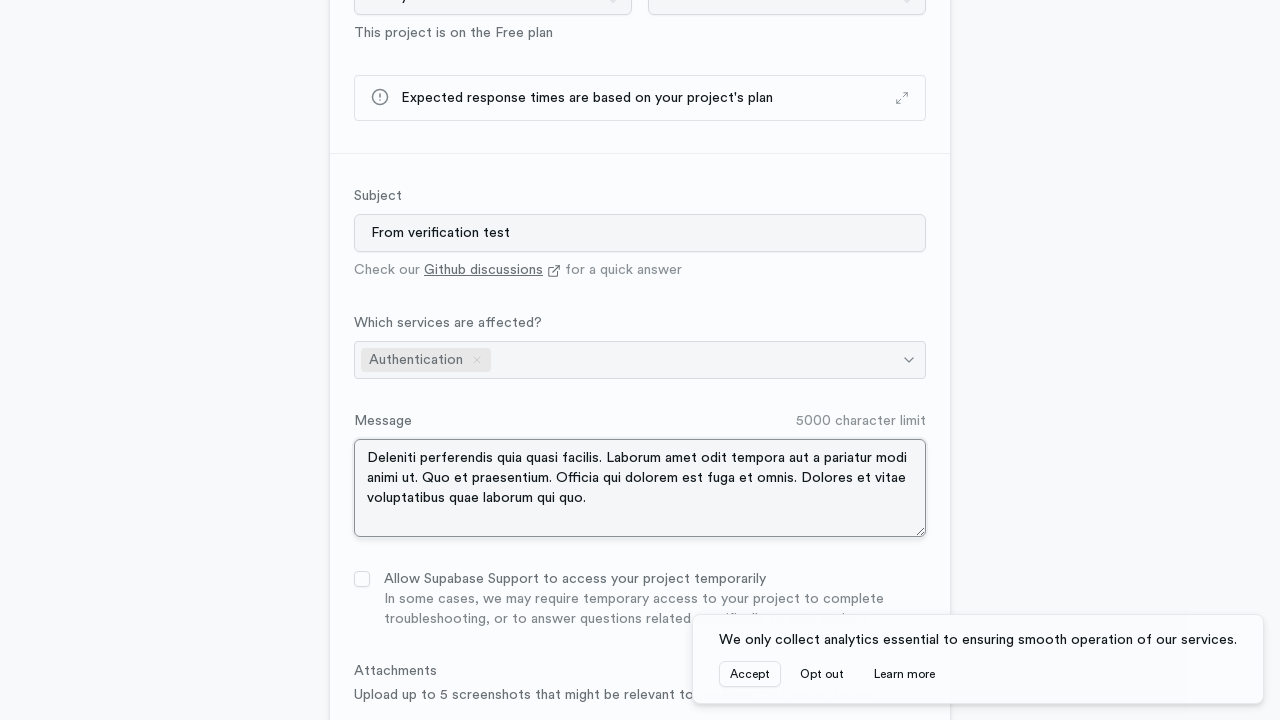 This project is on the Free plan
Expected response times are based on your project's plan
Subject
From verification test
Check our Github discussions for a quick answer
Which services are affected?
Authentication
Message
5000 character limit
Deleniti perferendis quia quasi facilis. Laborum amet odit tempora aut a pariatur modi
animi ut. Quo et praesentium. Officia qui dolorem est fuga et omnis. Dolores et vitae
voluptatibus quae laborum qui quo.
Allow Supabase Support to access your project temporarily
In some cases, we may require temporary access to your project to complete
troubleshooting, or to answer questions related
Attachments
Upload up to 5 screenshots that might be relevant to
We only collect analytics essential to ensuring smooth operation of our services.
Accept
Opt out
Learn more